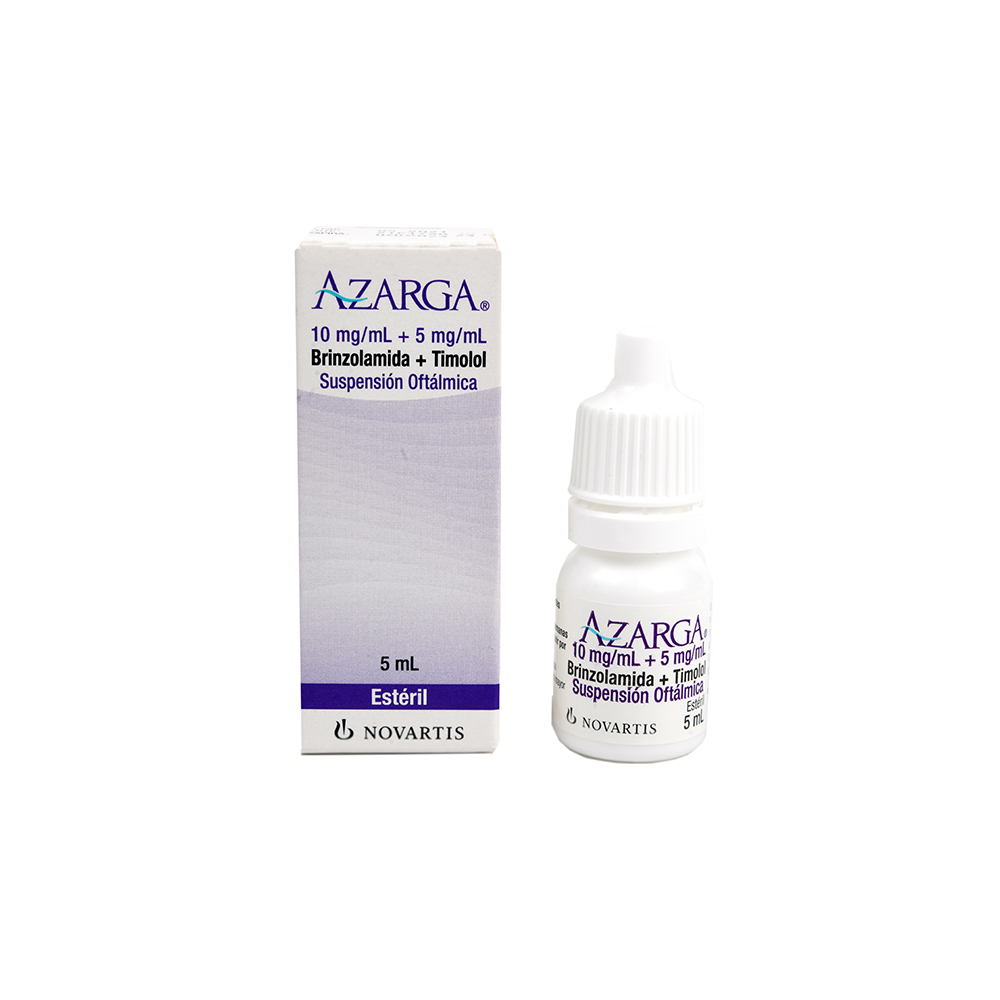 AZARGA®
10 mg/mL + 5 mg/mL
Brinzolamida + Timolol
Suspensión Oftálmica
5 mL
Estéril
NOVARTIS
AZARGA®
10 mg/mL + 5 mg/mL
Brinzolamida + Timolol
Suspensión Oftálmica
Estéril
5 mL
NOVARTIS